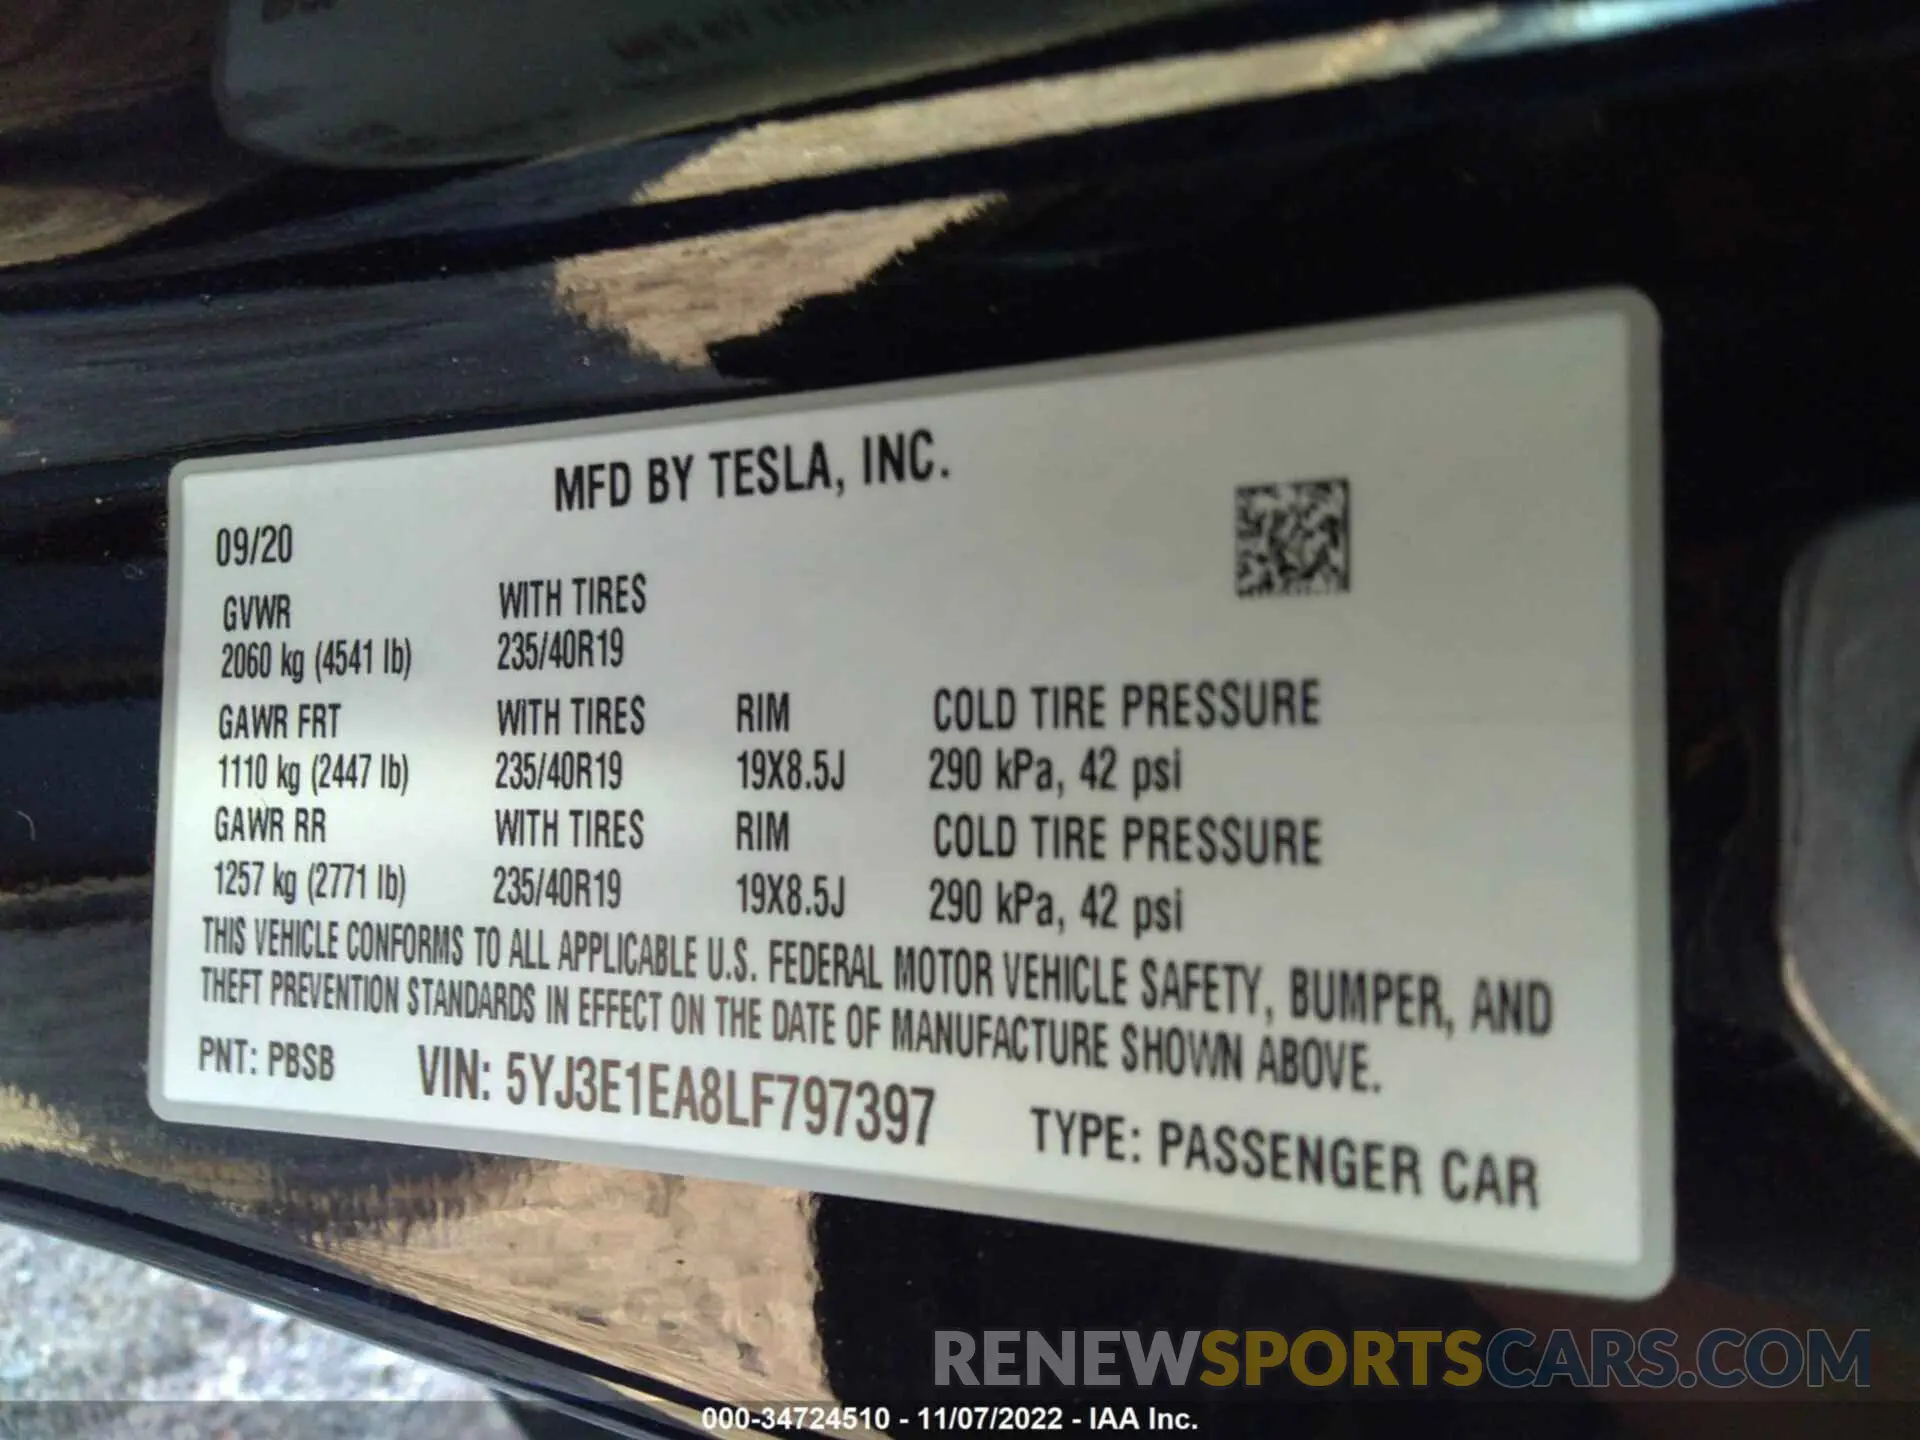 MFD BY TESLA, INC.
09/20
GVWR WITH TIRES
2060 kg (4541 lb) 235/40R19
GAWR FRT WITH TIRES RIM COLD TIRE PRESSURE
1110 kg (2447 lb) 235/40R19 19X8.5J 290 kPa, 42 psi
GAWR RR WITH TIRES RIM COLD TIRE PRESSURE
1257 kg (2771 lb) 235/40R19 19X8.5J 290 kPa, 42 psi
THIS VEHICLE CONFORMS TO ALL APPLICABLE U.S. FEDERAL MOTOR VEHICLE SAFETY, BUMPER, AND
THEFT PREVENTION STANDARDS IN EFFECT ON THE DATE OF MANUFACTURE SHOWN ABOVE.
PNT: PBSB VIN: 5YJ3E1EA8LF797397 TYPE: PASSENGER CAR
RENEWSPORTSCARS.COM
000-34724510 - 11/07/2022 - IAA Inc.